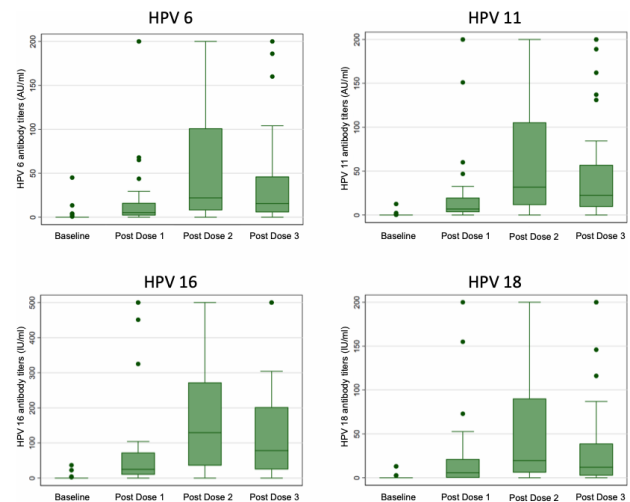 HPV 6
HPV 6 antibody titers (AU/ml)
200
150
100
50
0
Baseline Post Dose 1 Post Dose 2 Post Dose 3
HPV 11
HPV 11 antibody titers (AU/ml)
200
150
100
50
0
Baseline Post Dose 1 Post Dose 2 Post Dose 3
HPV 16
HPV 16 antibody titers (IU/ml)
500
400
300
200
100
0
Baseline Post Dose 1 Post Dose 2 Post Dose 3
HPV 18
HPV 18 antibody titers (IU/ml)
200
150
100
50
0
Baseline Post Dose 1 Post Dose 2 Post Dose 3